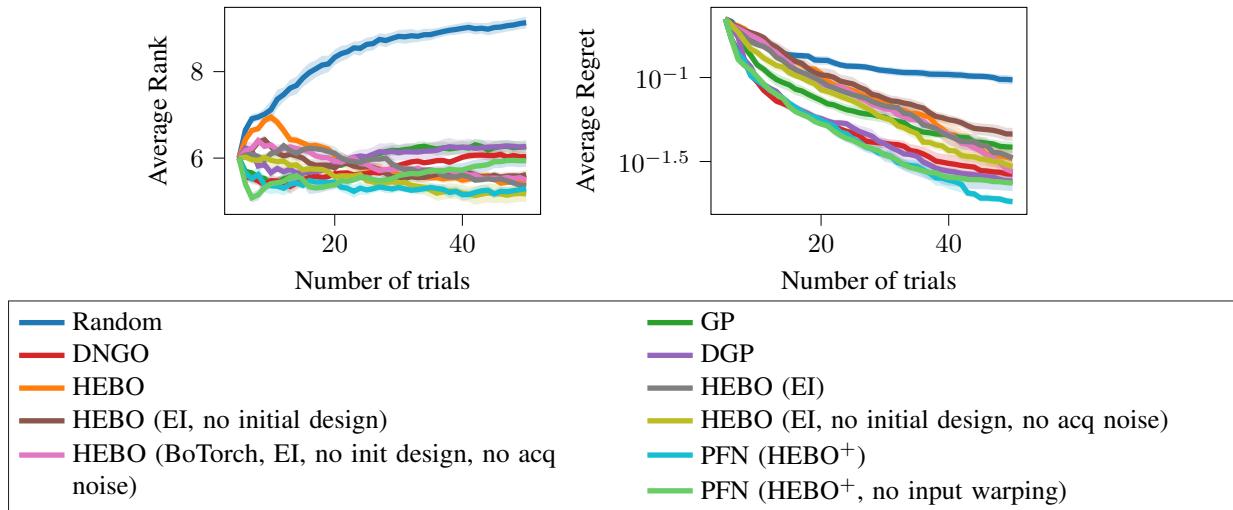 Average Rank
8
6
20
40
Number of trials
Average Regret
10⁻¹
10⁻¹·⁵
20
40
Number of trials
Random
DNGO
HEBO
HEBO (EI, no initial design)
HEBO (BoTorch, EI, no init design, no acq
noise)
GP
DGP
HEBO (EI)
HEBO (EI, no initial design, no acq noise)
PFN (HEBO⁺)
PFN (HEBO⁺, no input warping)